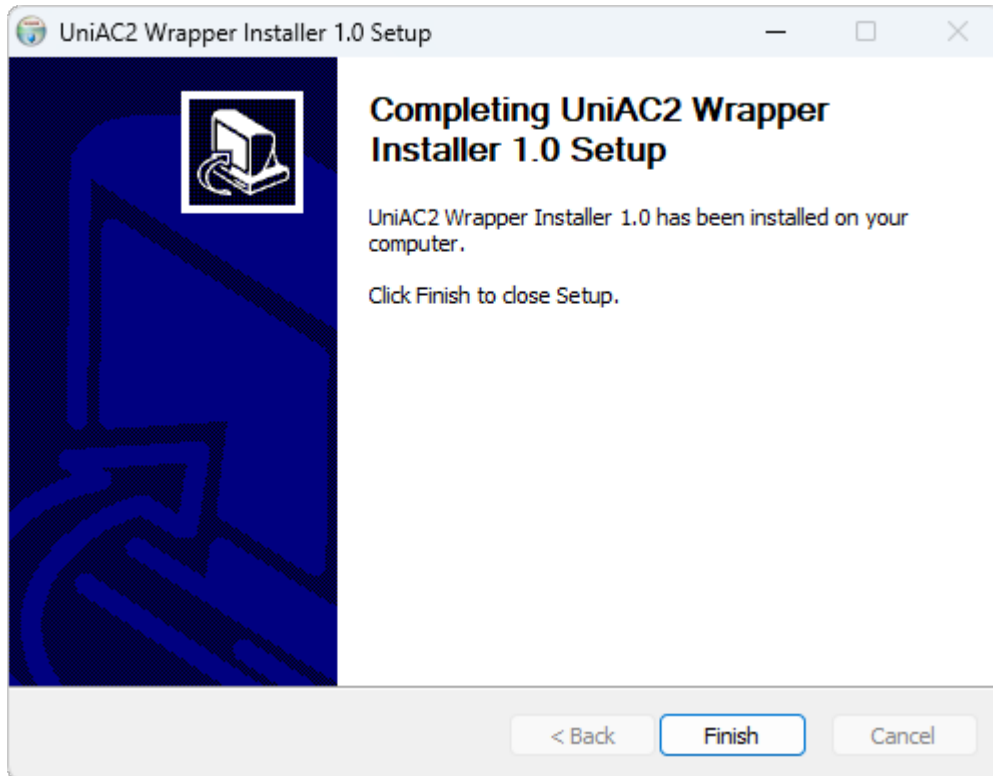 UniAC2 Wrapper Installer 1.0 Setup
Completing UniAC2 Wrapper
Installer 1.0 Setup
UniAC2 Wrapper Installer 1.0 has been installed on your
computer.
Click Finish to close Setup.
< Back
Finish
Cancel